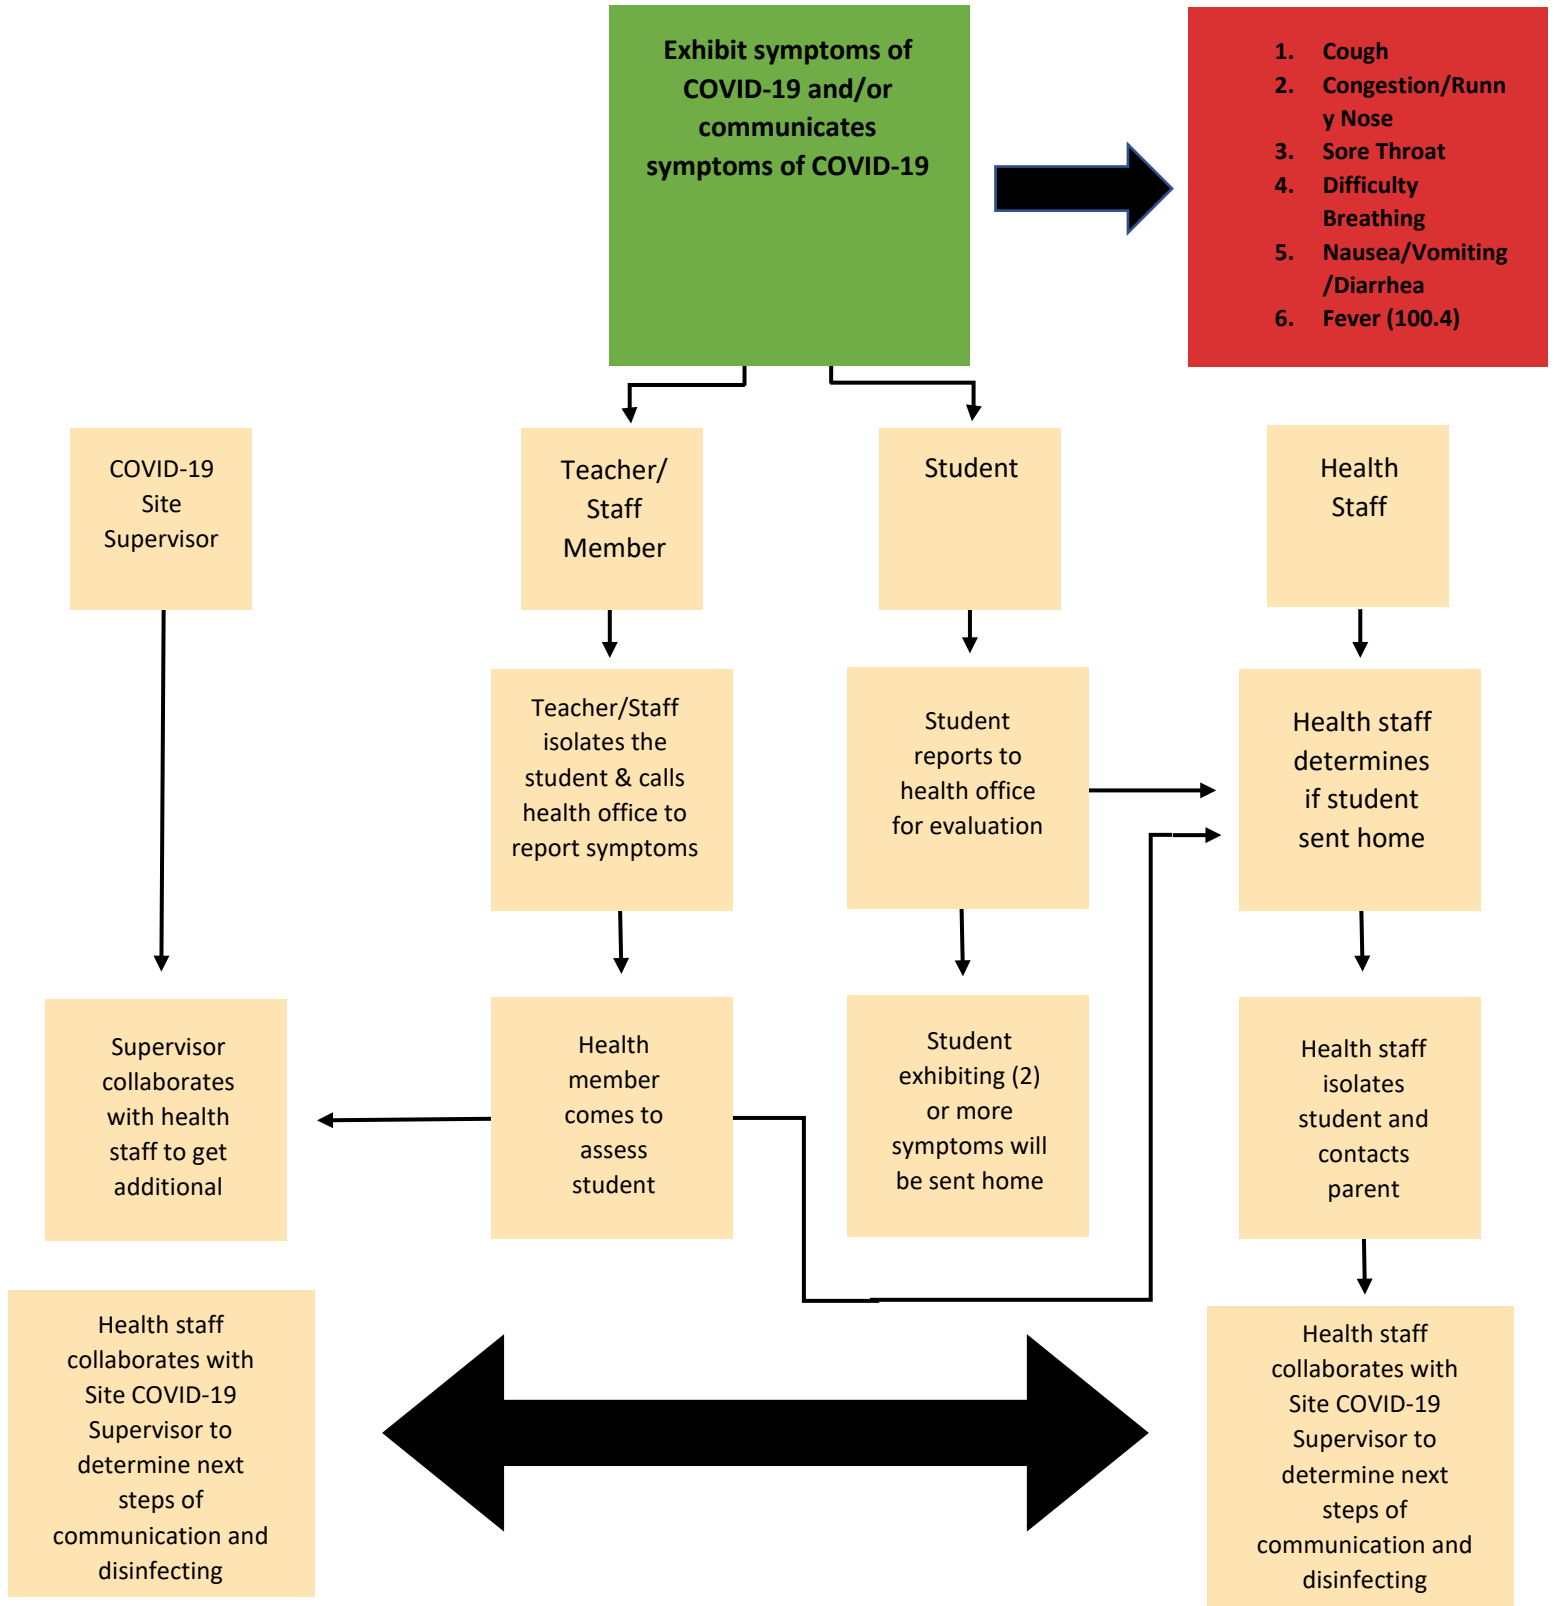 Exhibit symptoms of
COVID-19 and/or
communicates
symptoms of COVID-19
1. Cough
2. Congestion/Runn
y Nose
3. Sore Throat
4. Difficulty
Breathing
5. Nausea/Vomiting
/Diarrhea
6. Fever (100.4)
COVID-19
Site
Supervisor
Teacher/
Staff
Member
Student
Health
Staff
Teacher/Staff
isolates the
student & calls
health office to
report symptoms
Student
reports to
health office
for evaluation
Health staff
determines
if student
sent home
Supervisor
collaborates
with health
staff to get
additional
Health
member
comes to
assess
student
Student
exhibiting (2)
or more
symptoms will
be sent home
Health staff
isolates
student and
contacts
parent
Health staff
collaborates with
Site COVID-19
Supervisor to
determine next
steps of
communication and
disinfecting
Health staff
collaborates with
Site COVID-19
Supervisor to
determine next
steps of
communication and
disinfecting